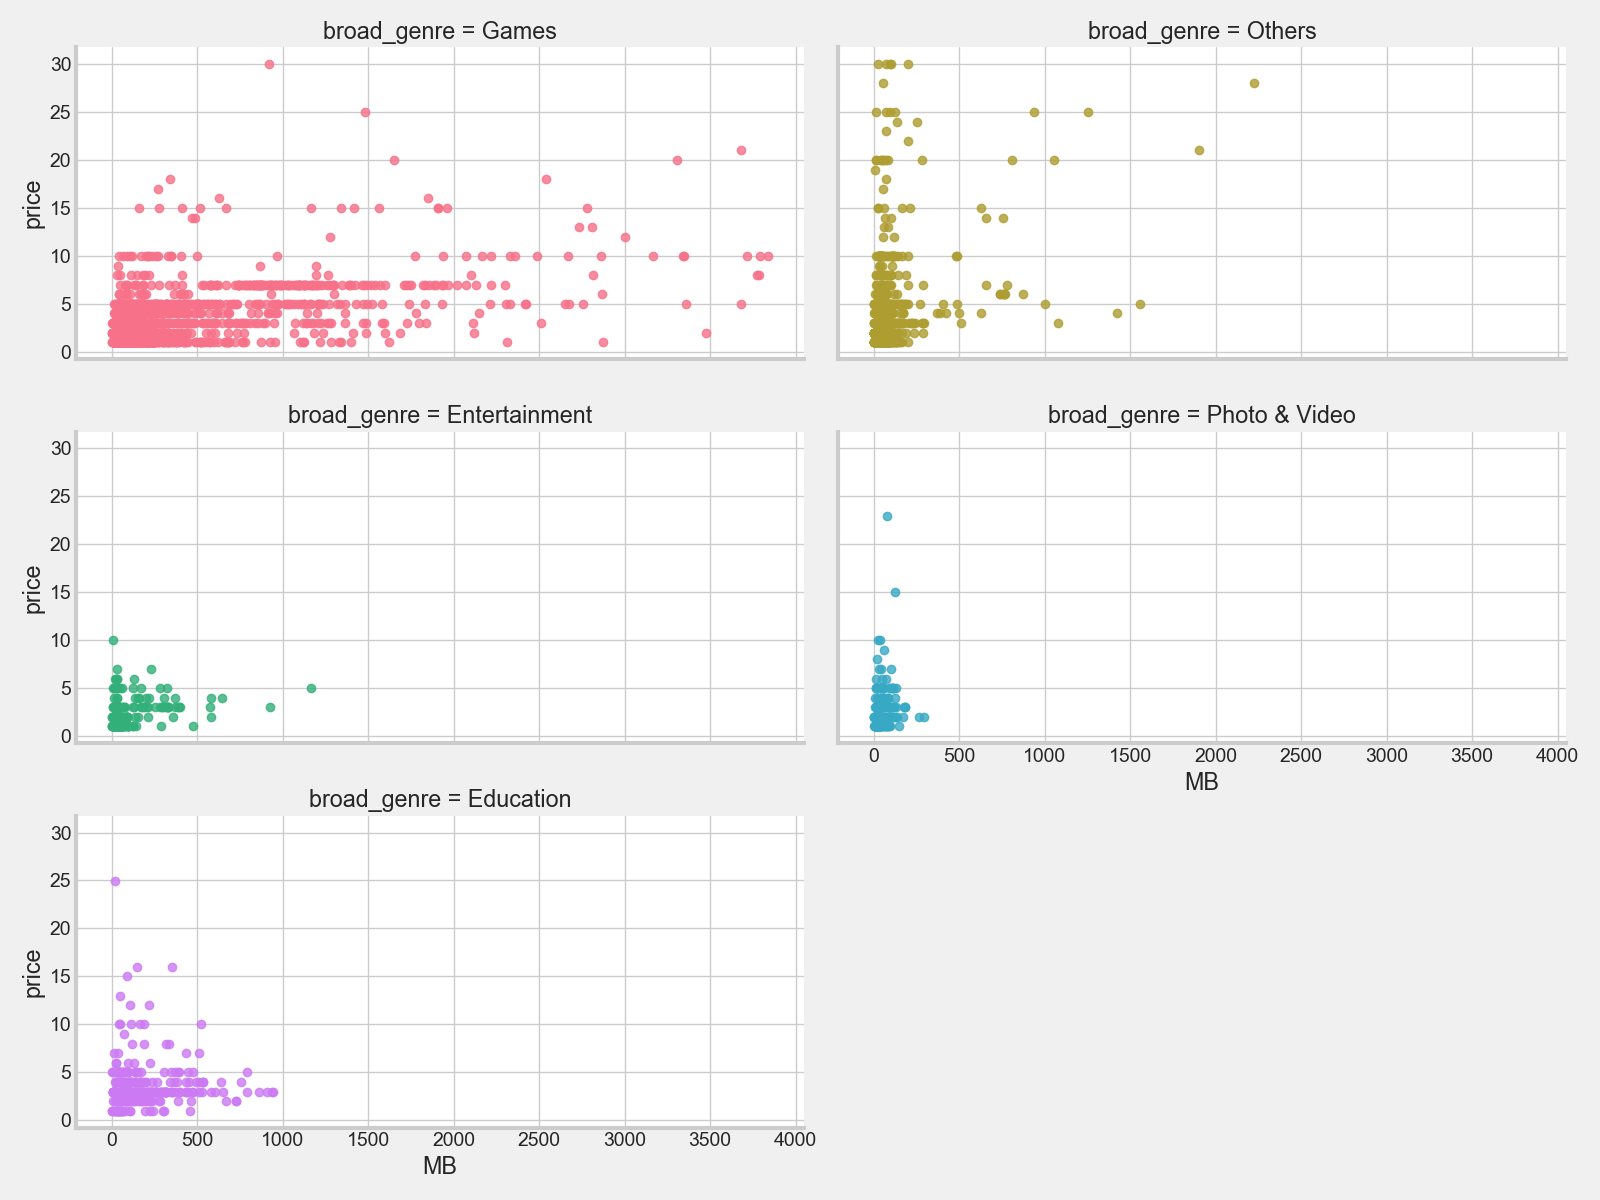 broad_genre = Games
30
25
20
15
10
5
0
price
broad_genre = Others
broad_genre = Entertainment
30
25
20
15
10
5
0
price
broad_genre = Photo & Video
0 500 1000 1500 2000 2500 3000 3500 4000
MB
broad_genre = Education
30
25
20
15
10
5
0
price
0 500 1000 1500 2000 2500 3000 3500 4000
MB